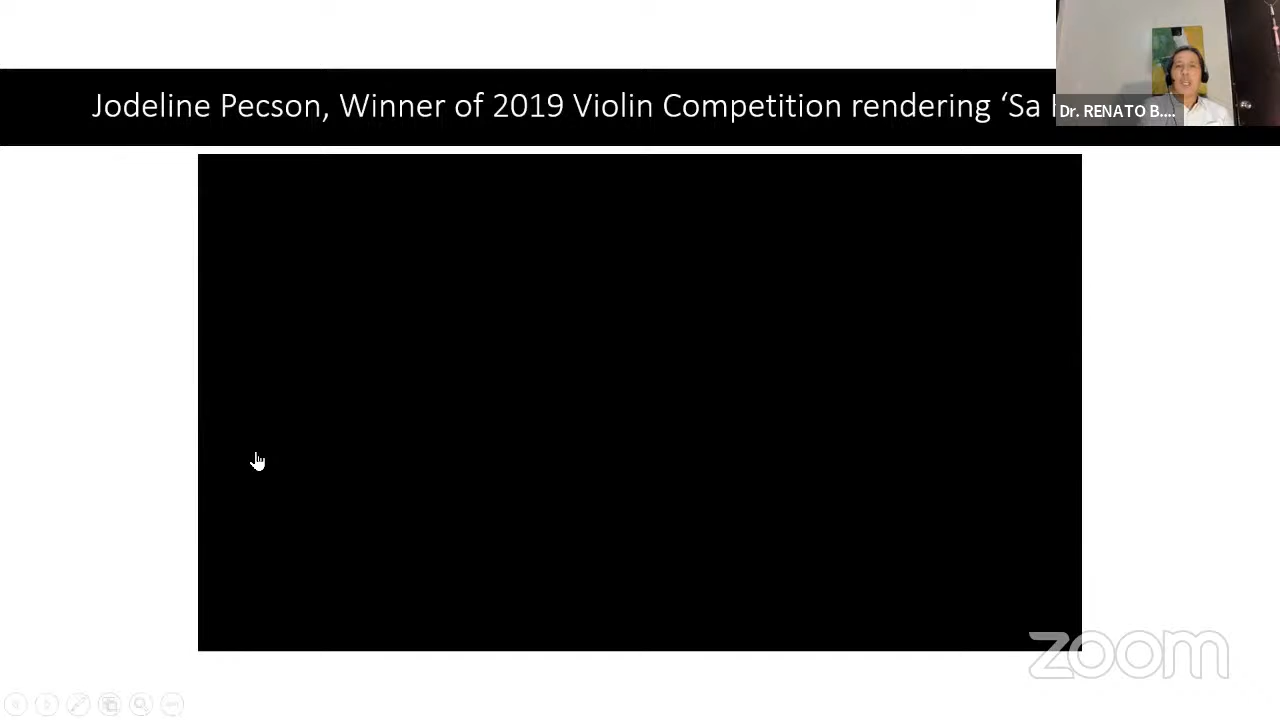 Jodeline Pecson, Winner of 2019 Violin Competition rendering ‘Sa
Dr. RENATO B....
zoom